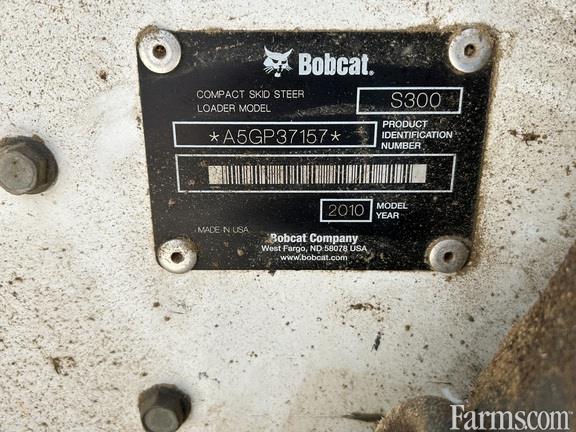 Bobcat®
COMPACT SKID STEER
LOADER MODEL
S300
*A5GP37157*
PRODUCT
IDENTIFICATION
NUMBER
2010
MODEL
YEAR
MADE IN USA
Bobcat Company
West Fargo, ND 58078 USA
www.bobcat.com
Farms.com